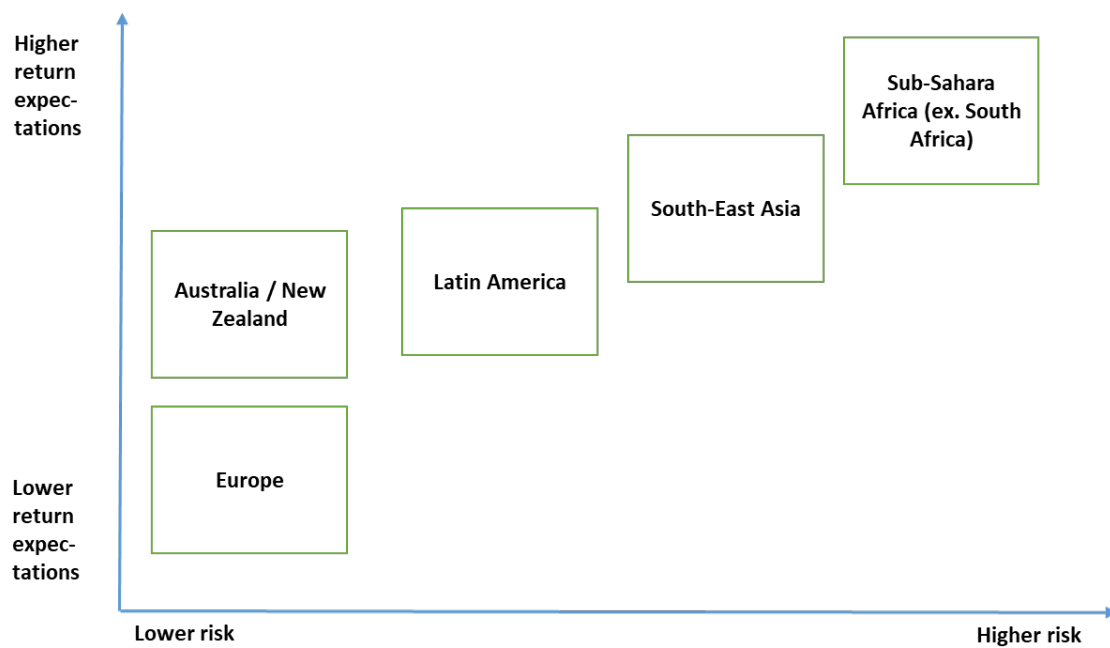 Higher
return
expec-
tations
Sub-Sahara
Africa (ex. South
Africa)
South-East Asia
Latin America
Australia / New
Zealand
Europe
Lower
return
expec-
tations
Lower risk
Higher risk